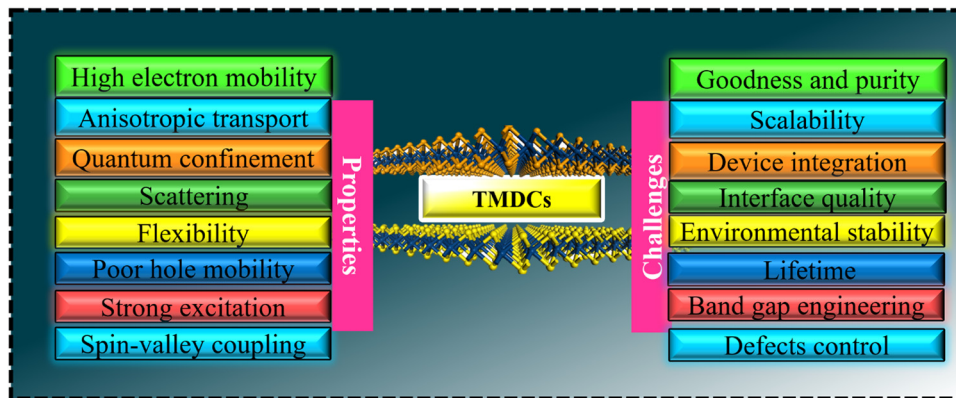 High electron mobility
Anisotropic transport
Quantum confinement
Scattering
Flexibility
Poor hole mobility
Strong excitation
Spin-valley coupling
Properties
TMDCs
Challenges
Goodness and purity
Scalability
Device integration
Interface quality
Environmental stability
Lifetime
Band gap engineering
Defects control